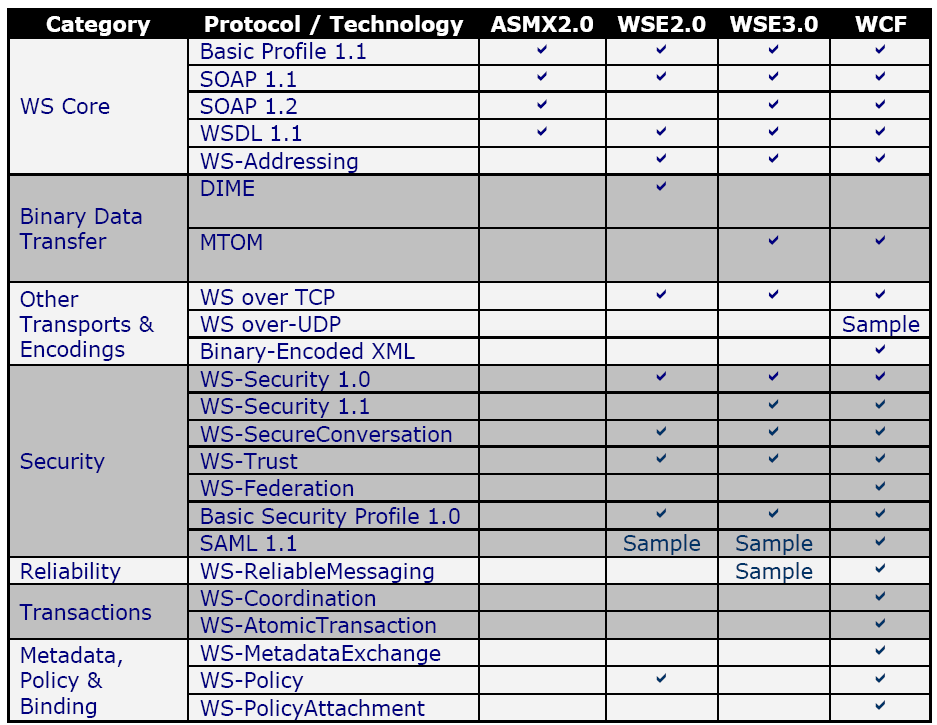 Category Protocol / Technology ASMX2.0 WSE2.0 WSE3.0 WCF
WS Core
Basic Profile 1.1 ✓ ✓ ✓ ✓
SOAP 1.1 ✓ ✓ ✓ ✓
SOAP 1.2 ✓ ✓ ✓
WSDL 1.1 ✓ ✓ ✓ ✓
WS-Addressing ✓ ✓ ✓
Binary Data
Transfer
DIME ✓
MTOM ✓ ✓
Other
Transports &
Encodings
WS over TCP ✓ ✓ ✓
WS over-UDP Sample
Binary-Encoded XML ✓
Security
WS-Security 1.0 ✓ ✓ ✓
WS-Security 1.1 ✓ ✓
WS-SecureConversation ✓ ✓ ✓
WS-Trust ✓ ✓ ✓
WS-Federation ✓
Basic Security Profile 1.0 ✓ ✓ ✓
SAML 1.1 Sample Sample ✓
Reliability WS-ReliableMessaging Sample ✓
Transactions
WS-Coordination ✓
WS-AtomicTransaction ✓
Metadata,
Policy &
Binding
WS-MetadataExchange ✓
WS-Policy ✓ ✓
WS-PolicyAttachment ✓